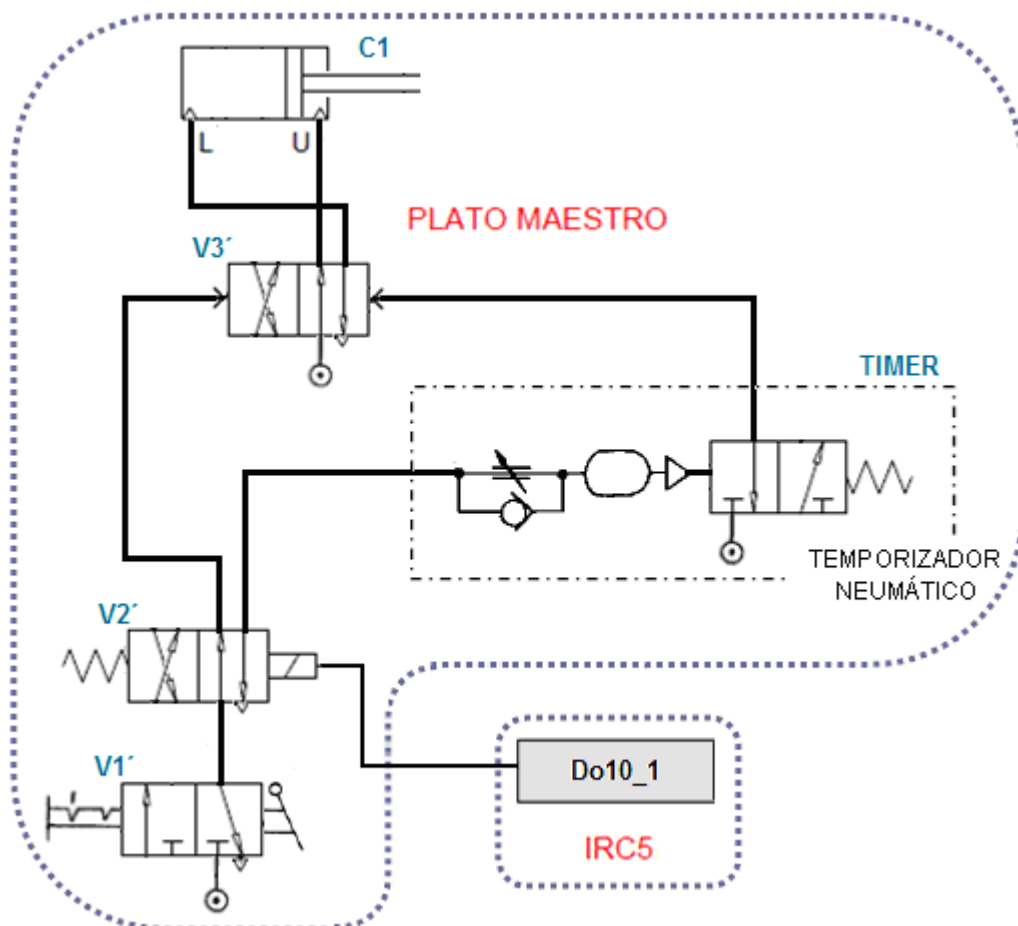 C1
L U
PLATO MAESTRO
V3´
TIMER
TEMPORIZADOR
NEUMÁTICO
V2´
V1´
Do10_1
IRC5